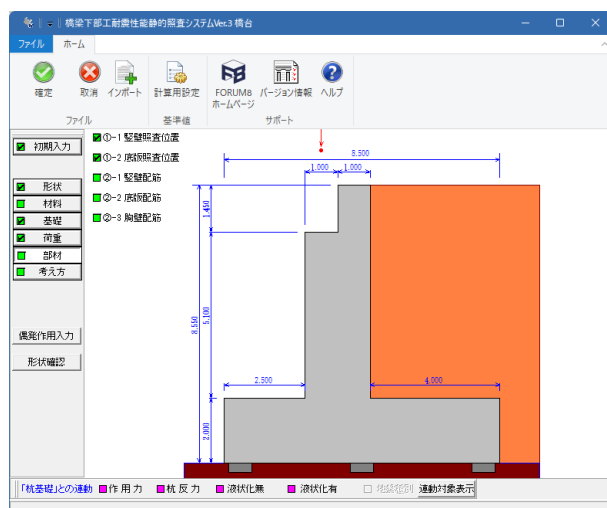 橋梁下部工耐震性能静的照査システムVer.3 橋台
ファイル ホーム
確定 取消 インポート 計算用設定 FORUM8 ホームページ バージョン情報 ヘルプ
ファイル 基準値 サポート
初期入力
形状
材料
基礎
荷重
部材
考え方
偶発作用入力
形状確認
①-1 竪壁照査位置
①-2 底版照査位置
②-1 竪壁配筋
②-2 底版配筋
②-3 胸壁配筋
8.500
1.000 1.000
1.450
5.100
8.550
2.500 4.000
2.000
「杭基礎」との連動 作用力 杭反力 液状化無 液状化有 地盤種別 連動対象表示